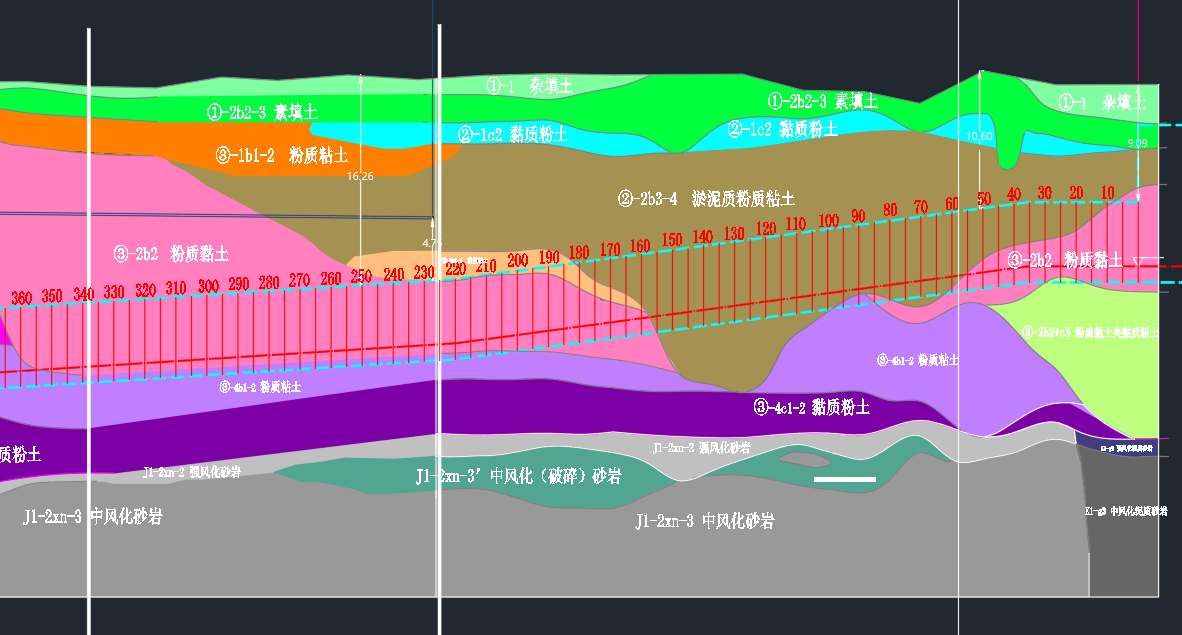 ①-1 杂填土
①-2b2-3 素填土
①-2b2-3 素填土
①-1 杂填土
②-1c2 黏质粉土
②-1c2 黏质粉土
10.60
9.09
③-1b1-2 粉质粘土
16.26
②-2b3-4 淤泥质粉质粘土
③-2b2 粉质黏土
4.7
③-2b2 粉质黏土
360 350 340 330 320 310 300 290 280 270 260 250 240 230 220 210 200 190 180 170 160 150 140 130 120 110 100 90 80 70 60 50 40 30 20 10
③-2b2+c3 粉质黏土夹黏质粉土
③-4b1-2 粉质粘土
③-4b1-2 粉质粘土
③-4c1-2 黏质粉土
质粉土
J1-2xn-2 强风化砂岩
J1-2xn-2 强风化砂岩
J1-2xn-3′ 中风化（破碎）砂岩
J1-2xn-3 中风化砂岩
J1-2xn-3 中风化砂岩
K1-g3 中风化泥质砂岩